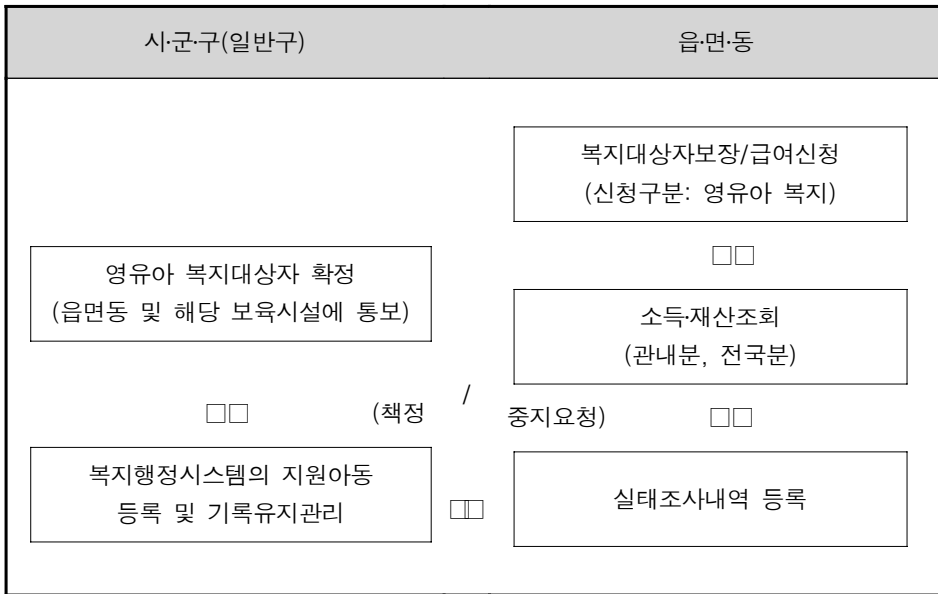 시·군·구(일반구)
읍·면·동
복지대상자보장/급여신청
(신청구분: 영유아 복지)
□□
영유아 복지대상자 확정
(읍면동 및 해당 보육시설에 통보)
소득·재산조회
(관내분, 전국분)
□□
(책정
/
중지요청)
□□
복지행정시스템의 지원아동
등록 및 기록유지관리
□□
실태조사내역 등록